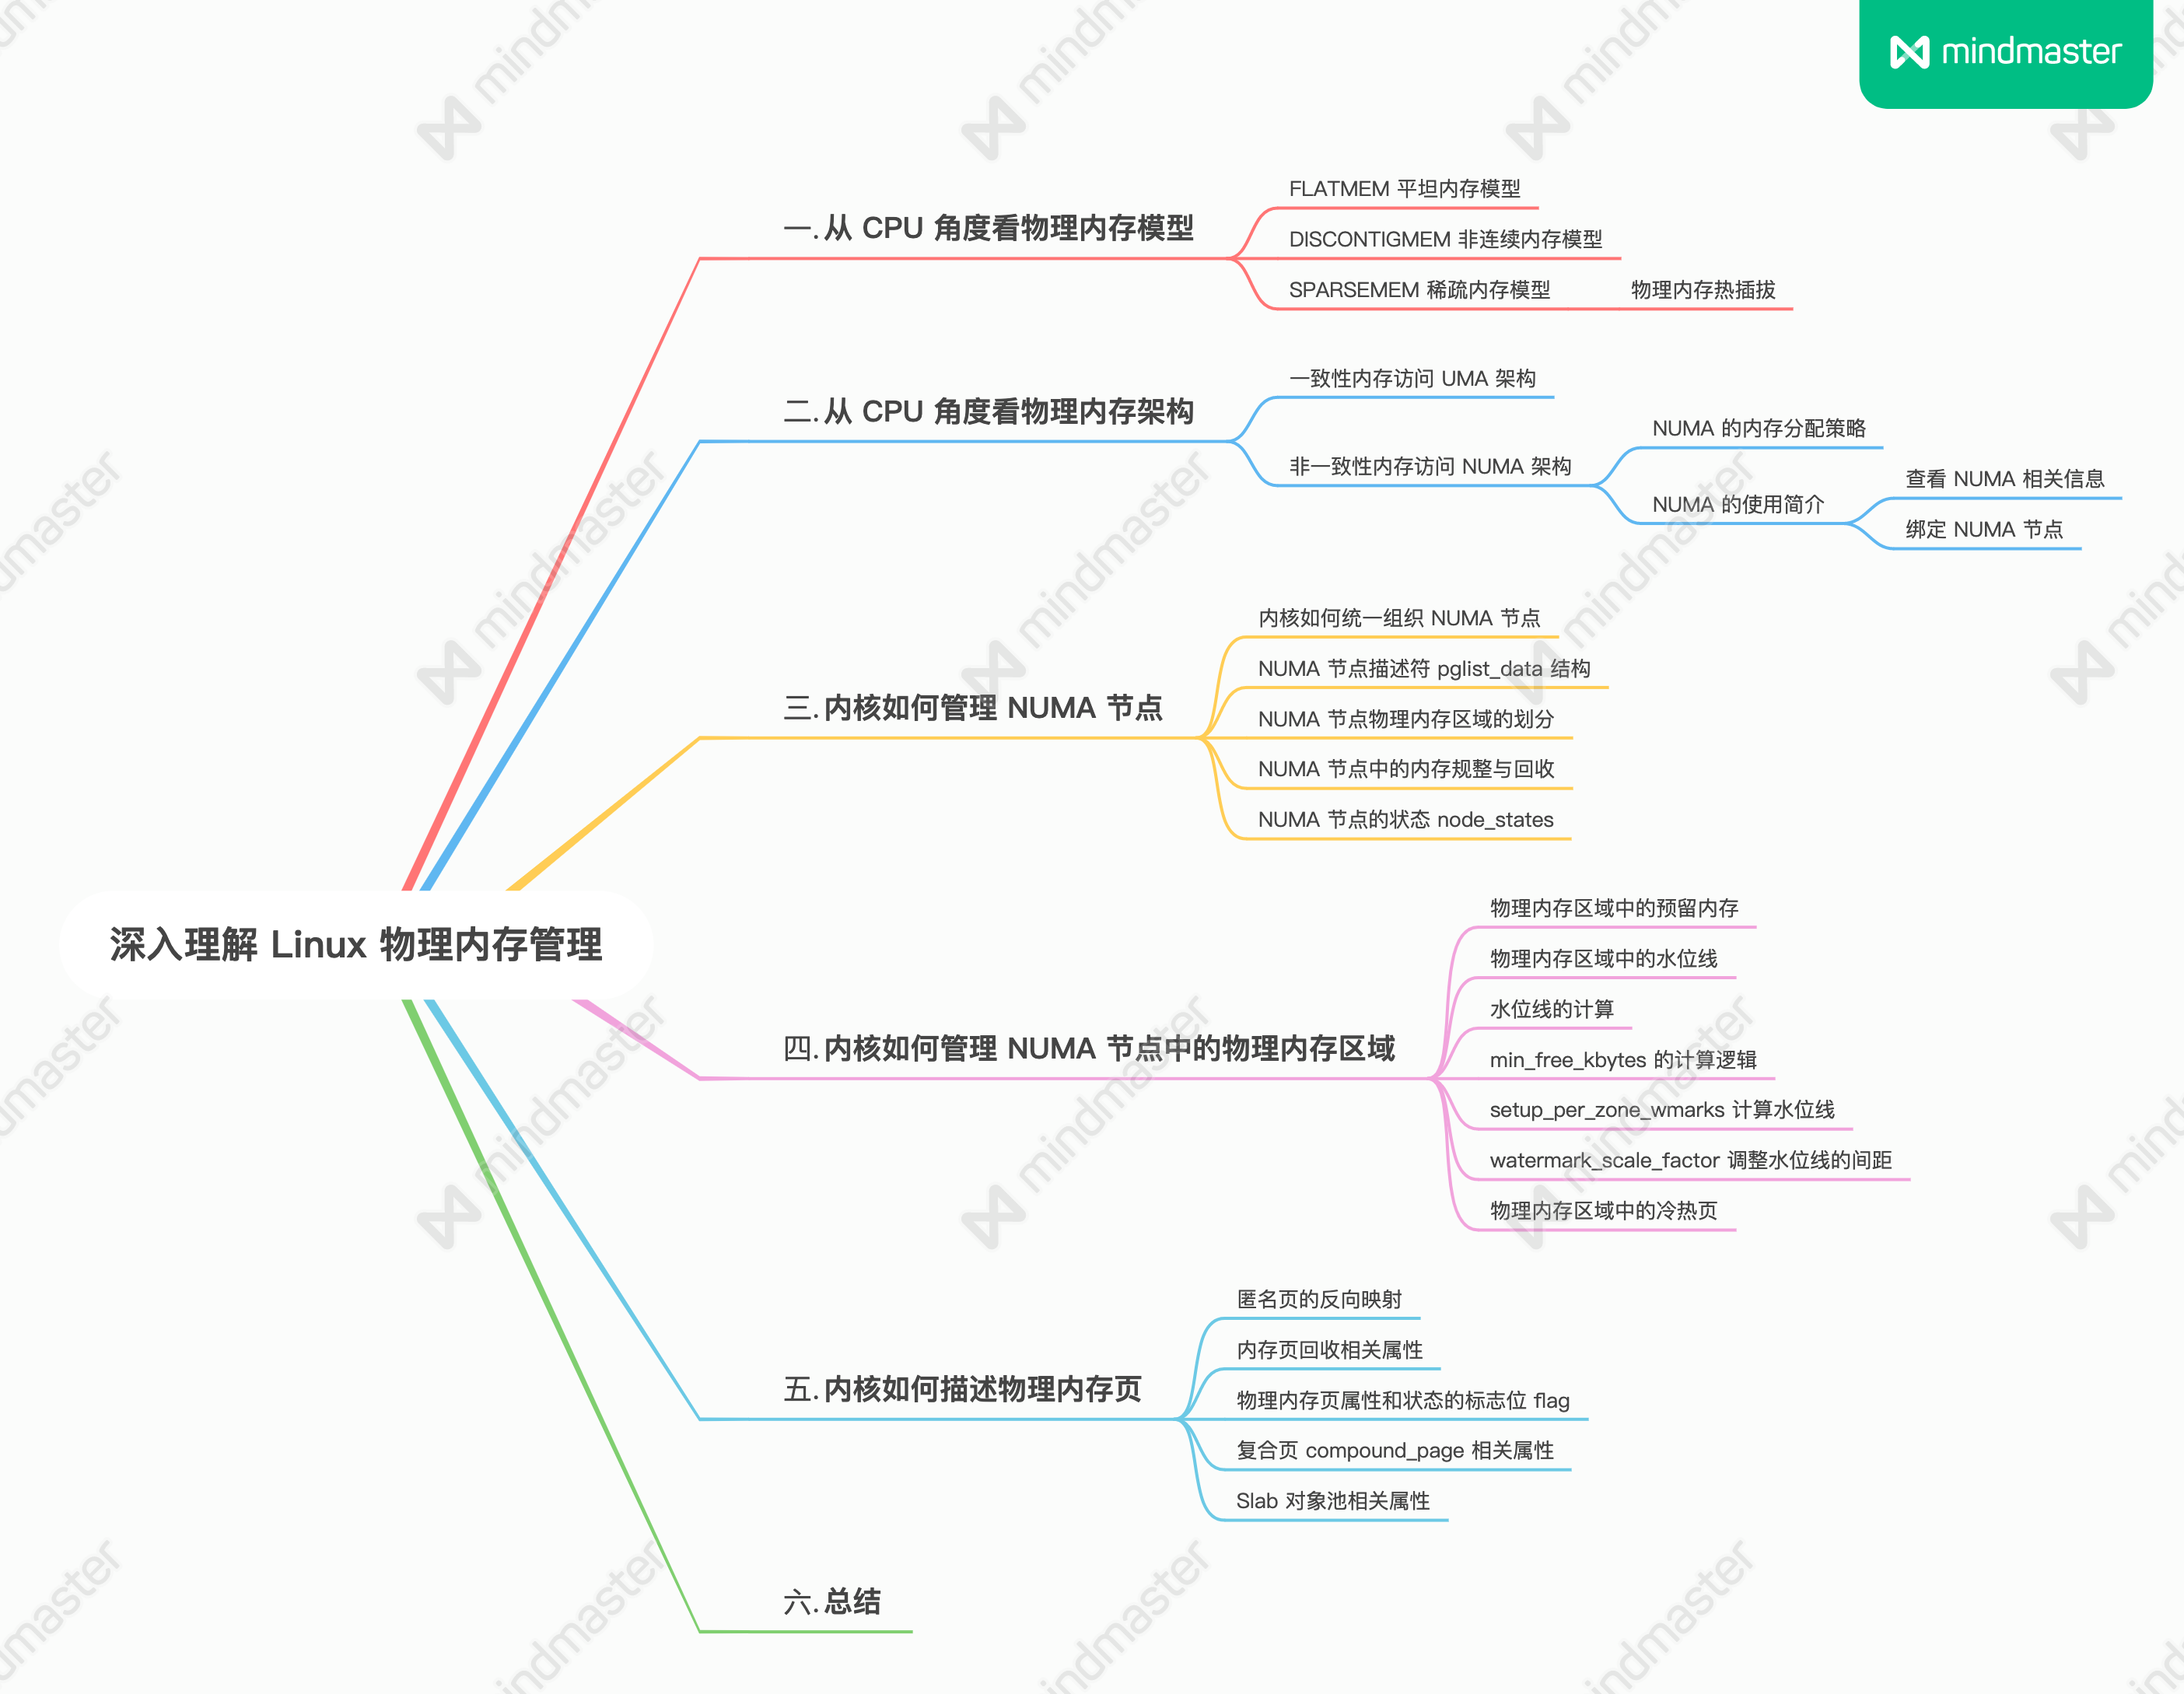 mindmaster
一. 从 CPU 角度看物理内存模型
FLATMEM 平坦内存模型
DISCONTIGMEM 非连续内存模型
SPARSEMEM 稀疏内存模型
物理内存热插拔
二. 从 CPU 角度看物理内存架构
一致性内存访问 UMA 架构
非一致性内存访问 NUMA 架构
NUMA 的内存分配策略
NUMA 的使用简介
查看 NUMA 相关信息
绑定 NUMA 节点
三. 内核如何管理 NUMA 节点
内核如何统一组织 NUMA 节点
NUMA 节点描述符 pglist_data 结构
NUMA 节点物理内存区域的划分
NUMA 节点中的内存规整与回收
NUMA 节点的状态 node_states
深入理解 Linux 物理内存管理
四. 内核如何管理 NUMA 节点中的物理内存区域
物理内存区域中的预留内存
物理内存区域中的水位线
水位线的计算
min_free_kbytes 的计算逻辑
setup_per_zone_wmarks 计算水位线
watermark_scale_factor 调整水位线的间距
物理内存区域中的冷热页
五. 内核如何描述物理内存页
匿名页的反向映射
内存页回收相关属性
物理内存页属性和状态的标志位 flag
复合页 compound_page 相关属性
Slab 对象池相关属性
六. 总结